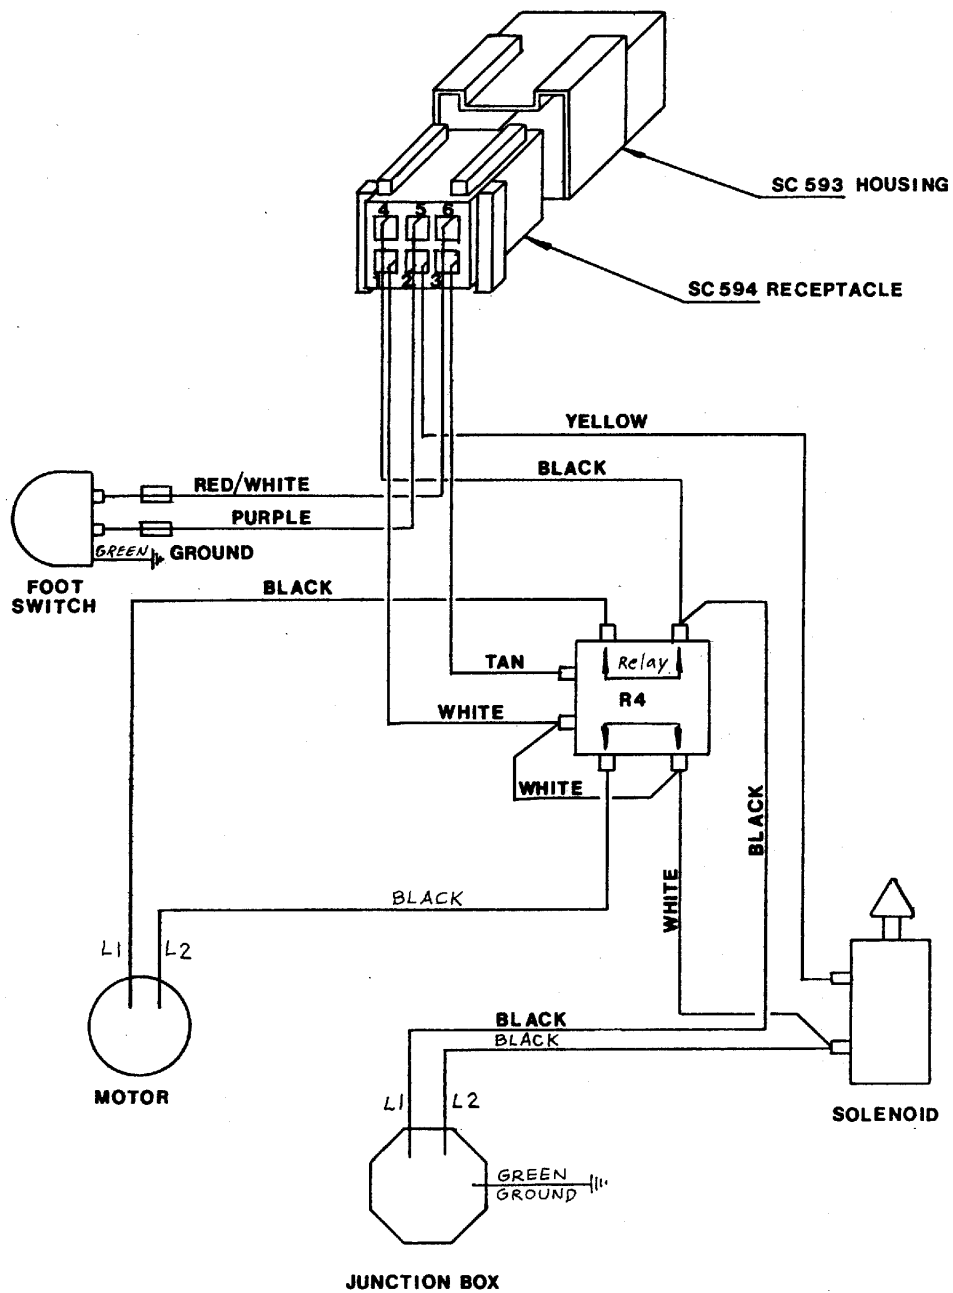 SC 593 HOUSING
4 5 6
1 2 3
SC 594 RECEPTACLE
YELLOW
BLACK
RED/WHITE
PURPLE
GREEN
GROUND
FOOT
SWITCH
BLACK
TAN
Relay
R4
WHITE
WHITE
BLACK
WHITE
BLACK
L1 L2
MOTOR
BLACK
BLACK
L1 L2
SOLENOID
GREEN
GROUND
JUNCTION BOX